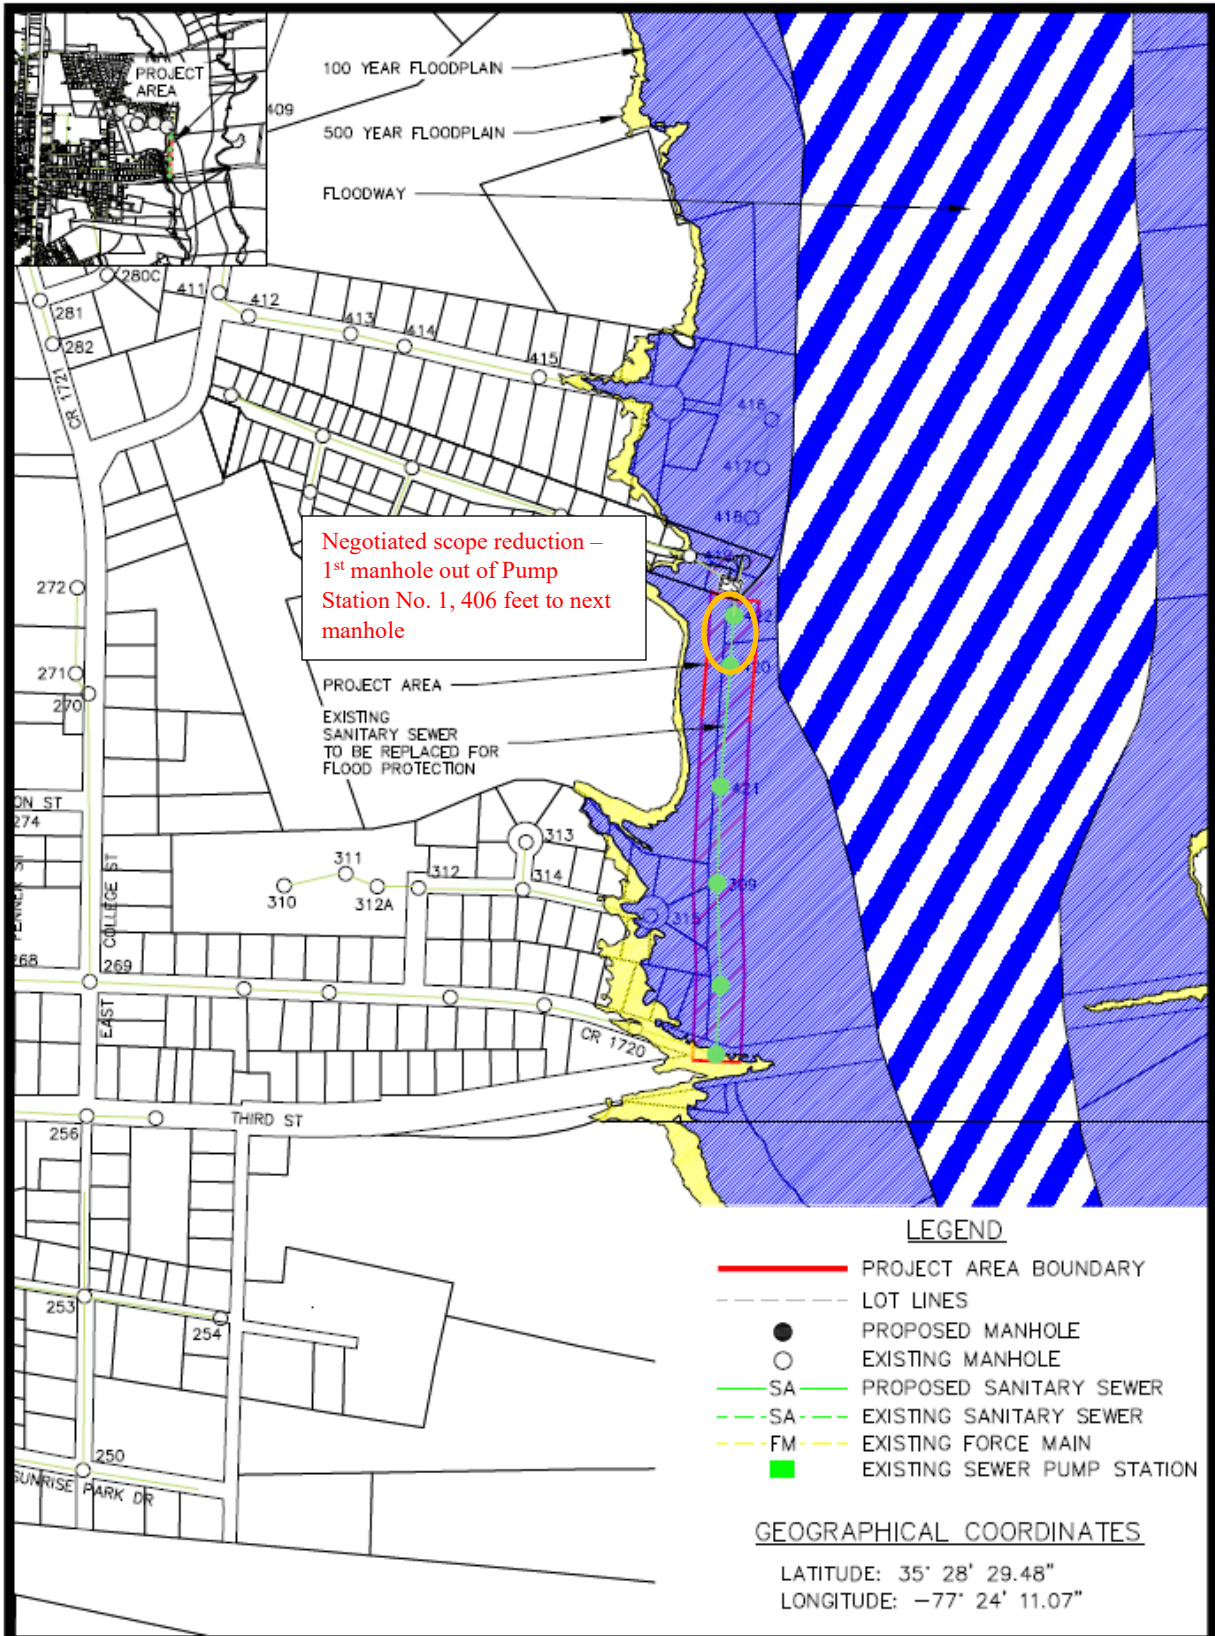 PROJECT
AREA
409
100 YEAR FLOODPLAIN
500 YEAR FLOODPLAIN
FLOODWAY
280C
281
282
CR 1721
411
412
413
414
415
416
417
418
419
Negotiated scope reduction –
1st manhole out of Pump
Station No. 1, 406 feet to next
manhole
272
271
270
PROJECT AREA
EXISTING
SANITARY SEWER
TO BE REPLACED FOR
FLOOD PROTECTION
420
421
ON ST
274
313
311
312
314
310
312A
309
315
COLLEGE ST
268
269
EAST
CR 1720
THIRD ST
256
253
254
250
SUNRISE PARK DR
LEGEND
PROJECT AREA BOUNDARY
LOT LINES
PROPOSED MANHOLE
EXISTING MANHOLE
SA PROPOSED SANITARY SEWER
SA EXISTING SANITARY SEWER
FM EXISTING FORCE MAIN
EXISTING SEWER PUMP STATION
GEOGRAPHICAL COORDINATES
LATITUDE: 35° 28' 29.48"
LONGITUDE: -77° 24' 11.07"